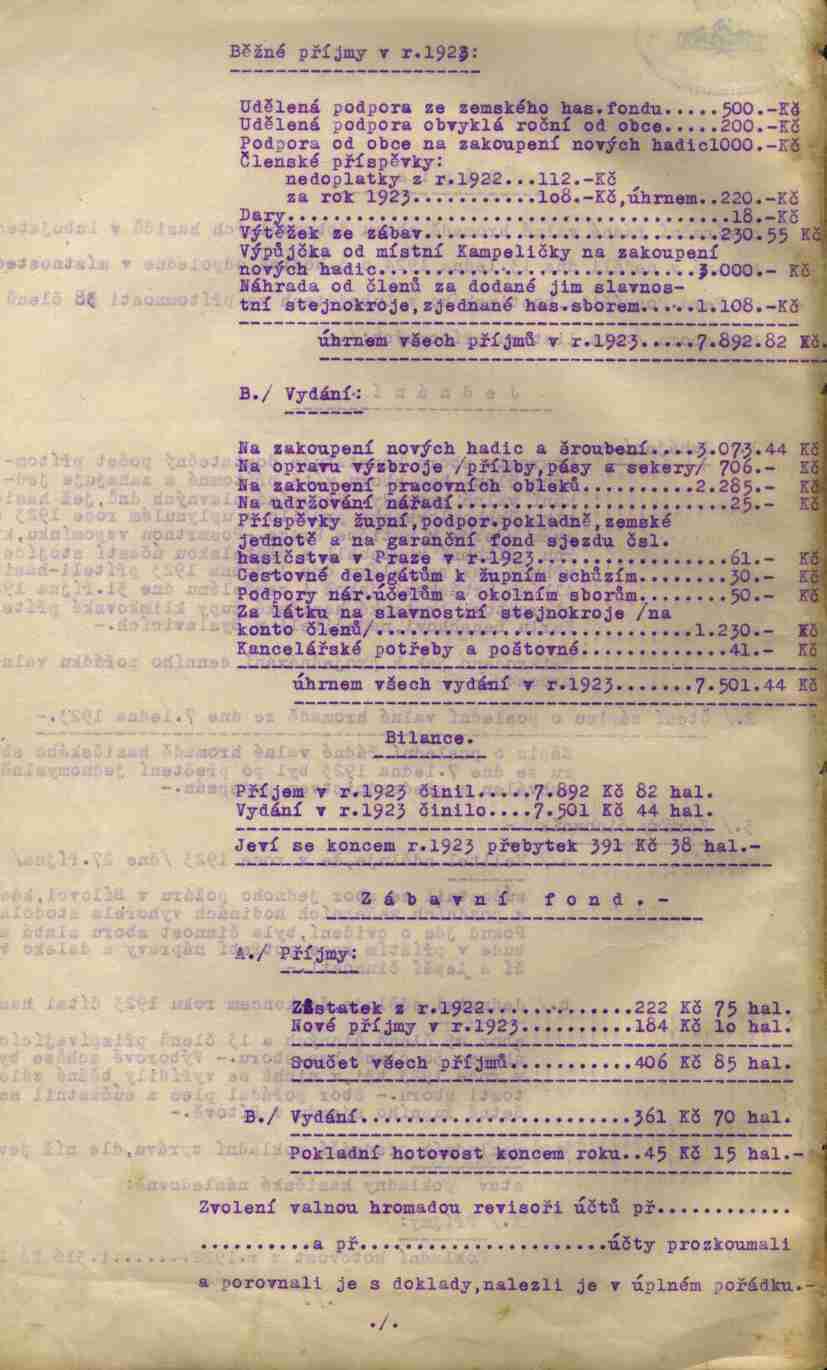 Běžné příjmy v r.1923:
Udělená podpora ze zemského has.fondu.....500.-Kč
Udělená podpora obvyklá roční od obce.....200.-Kč
Podpora od obce na zakoupení nových hadic1000.-Kč
Členské příspěvky:
nedoplatky z r.1922...112.-Kč
za rok 1923...........108.-Kč,úhrnem..220.-Kč
Dary.......................................18.-Kč
Výtěžek ze zábav..........................230.55 Kč
Výpůjčka od místní Kampeličky na zakoupení
nových hadic............................3.000.- Kč
Náhrada od členů za dodané jim slavnos-
tní stejnokroje,zjednané has.sborem.....1.108.-Kč
úhrnem všech příjmů v r.1923.....7.892.82 Kč.
B./ Vydání:
Na zakoupení nových hadic a šroubení....3.073.44 Kč
Na opravu výzbroje /přílby,pásy a sekery/ 706.- Kč
Na zakoupení pracovních obleků..........2.285.- Kč
Na udržování nářadí........................25.- Kč
Příspěvky župní,podpor.pokladně,zemské
jednotě a na garanční fond sjezdu čsl.
hasičstva v Praze v r.1923.................61.- Kč
Cestovné delegátům k župním schůzím........30.- Kč
Podpory nár.účelům a okolním sborům........50.- Kč
Za látku na slavnostní stejnokroje /na
konto členů/............................1.230.- Kč
Kancelářské potřeby a poštovné.............41.- Kč
úhrnem všech vydání v r.1923.......7.501.44 Kč
Bilance.
Příjem v r.1923 činil.....7.892 Kč 82 hal.
Vydání v r.1923 činilo....7.501 Kč 44 hal.
Jeví se koncem r.1923 přebytek 391 Kč 38 hal.-
Zábavní fond.-
A./ Příjmy:
Zůstatek z r.1922.............222 Kč 75 hal.
Nové příjmy v r.1923..........184 Kč 10 hal.
Součet všech příjmů...........406 Kč 85 hal.
B./ Vydání........................361 Kč 70 hal.
Pokladní hotovost koncem roku..45 Kč 15 hal.-
Zvolení valnou hromadou revisoři účtů př............
..........a př......................účty prozkoumali
a porovnali je s doklady,nalezli je v úplném pořádku.-
./.